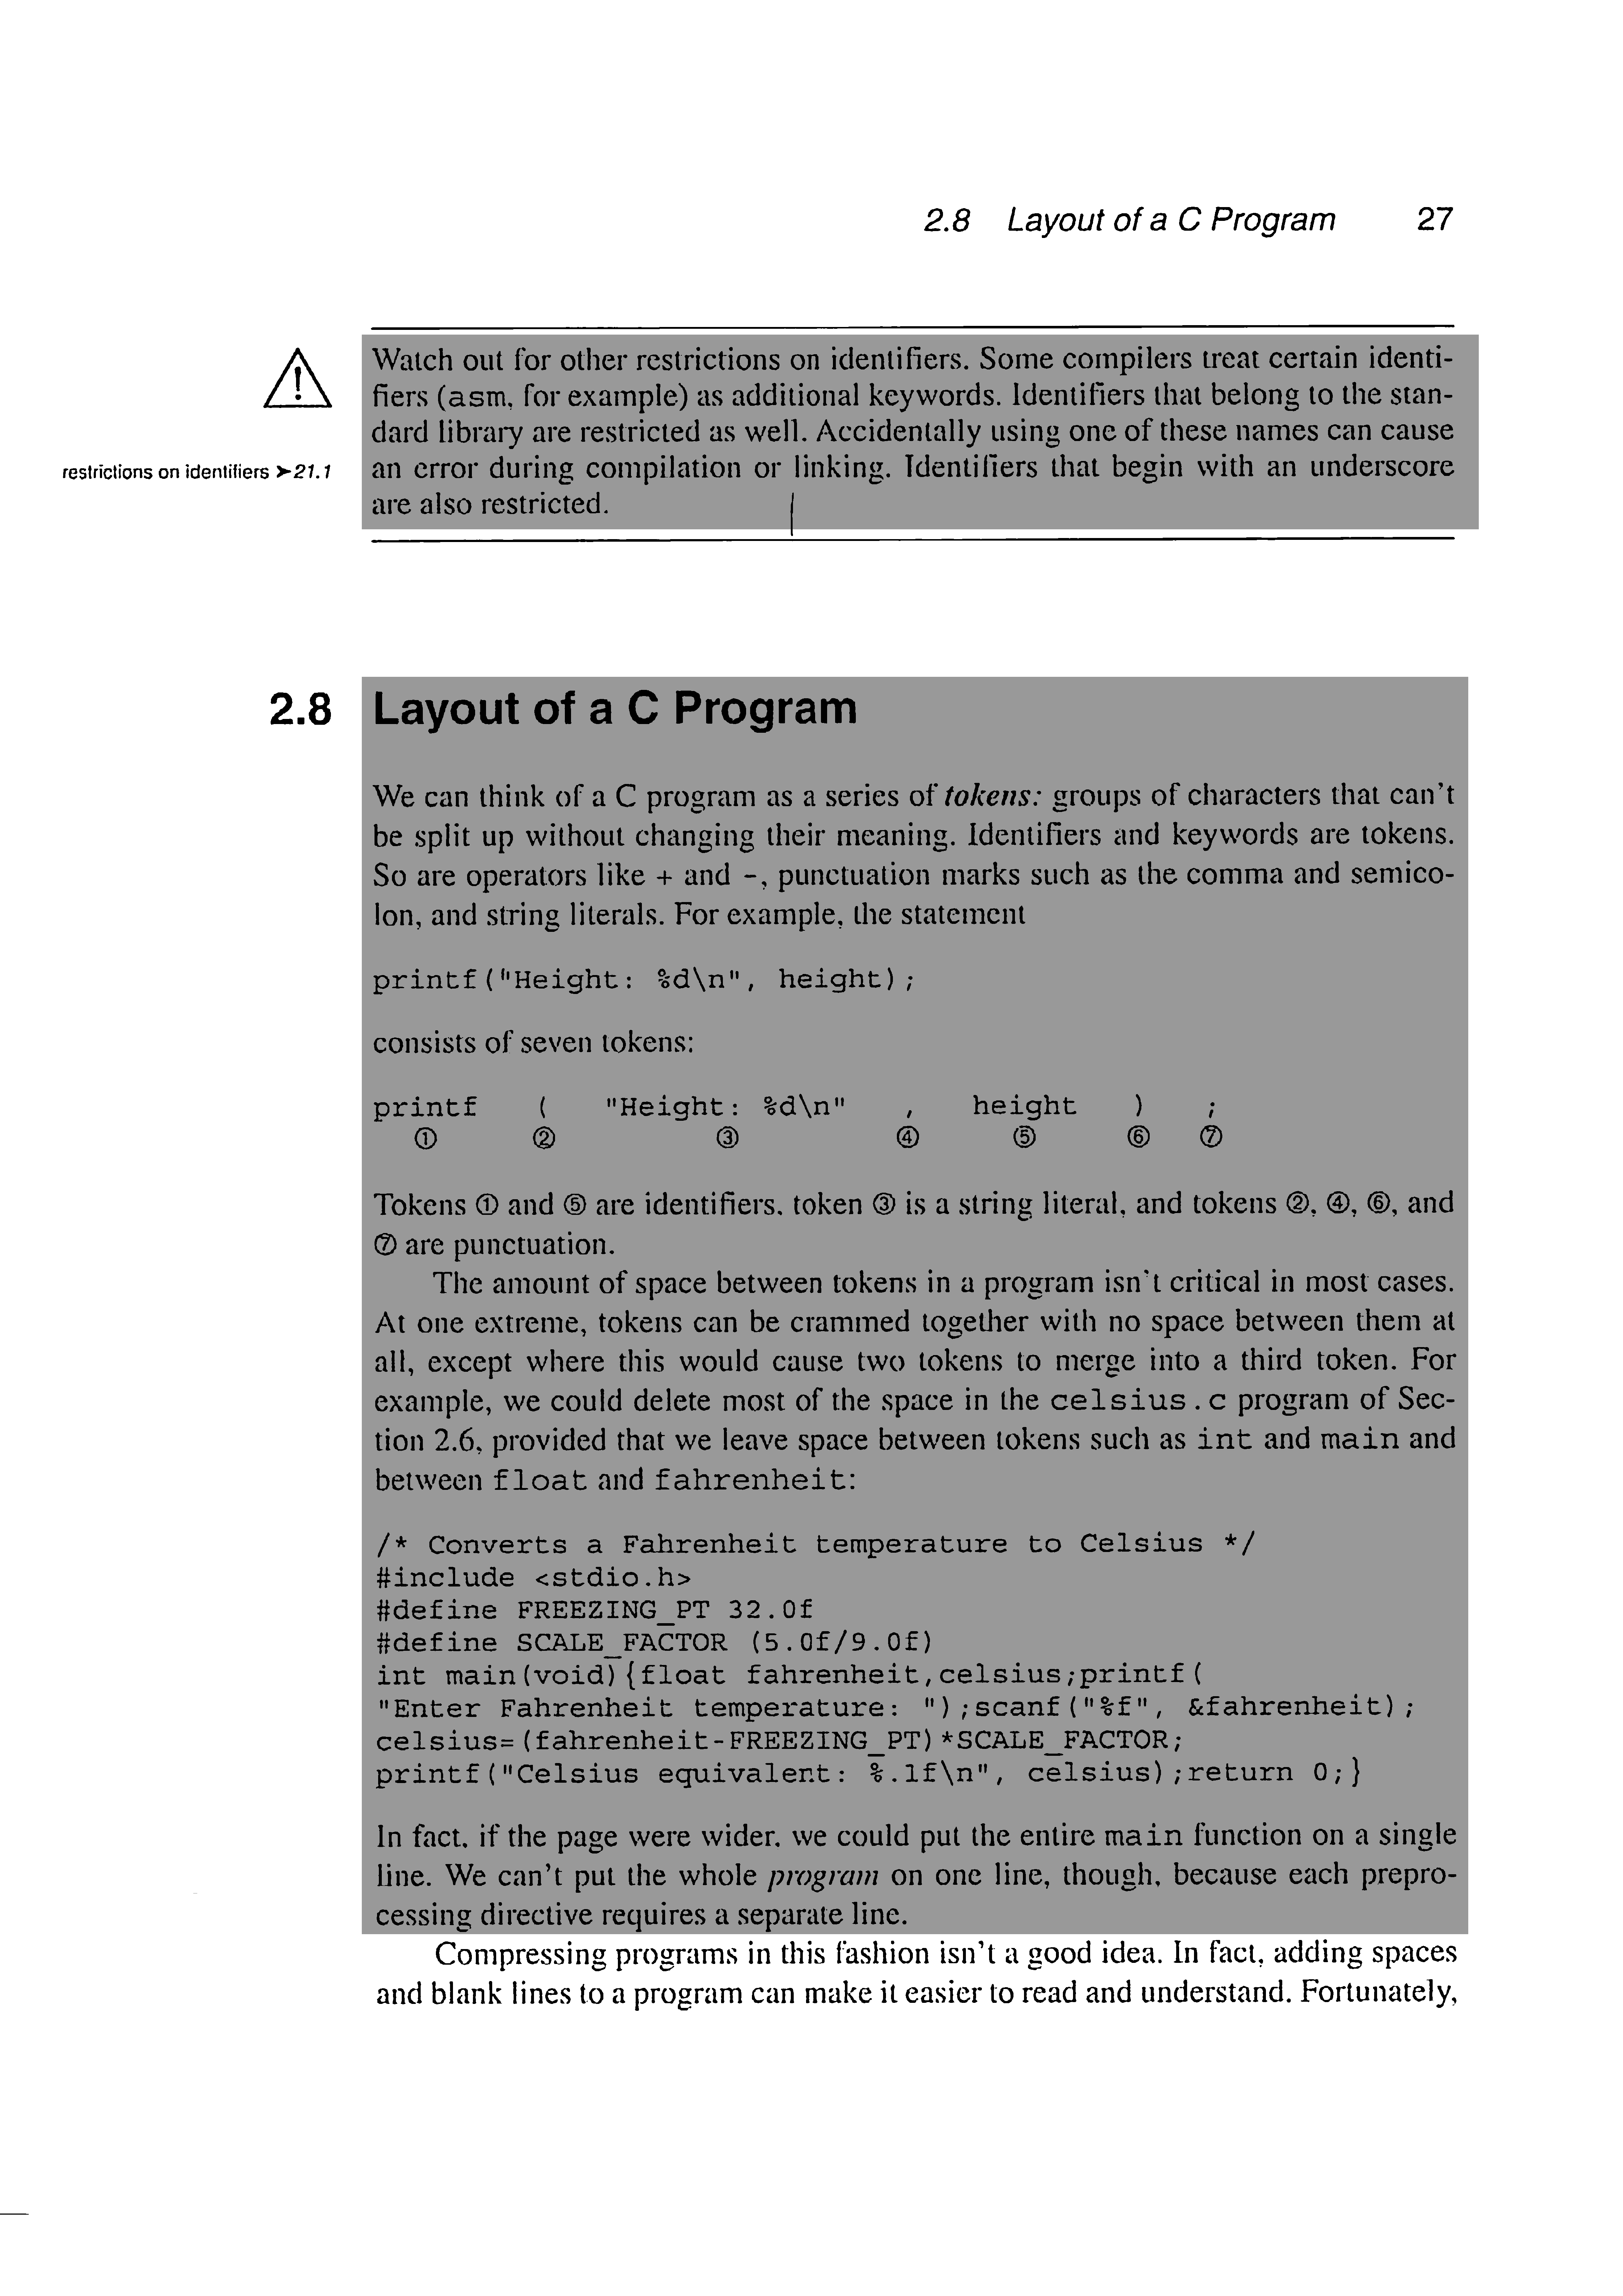 2.8 Layout of a C Program 27
Watch out for other restrictions on identifiers. Some compilers treat certain identi-
fiers (asm, for example) as additional keywords. Identifiers that belong to the stan-
dard library are restricted as well. Accidentally using one of these names can cause
restrictions on identifiers ➤21.1
an error during compilation or linking. Identifiers that begin with an underscore
are also restricted.
2.8 Layout of a C Program
We can think of a C program as a series of tokens: groups of characters that can't
be split up without changing their meaning. Identifiers and keywords are tokens.
So are operators like + and -, punctuation marks such as the comma and semico-
lon, and string literals. For example, the statement
printf("Height: %d\n", height);
consists of seven tokens:
printf ( "Height: %d\n" , height ) ;
① ② ③ ④ ⑤ ⑥ ⑦
Tokens ① and ⑤ are identifiers, token ③ is a string literal, and tokens ②, ④, ⑥, and
⑦ are punctuation.
The amount of space between tokens in a program isn't critical in most cases.
At one extreme, tokens can be crammed together with no space between them at
all, except where this would cause two tokens to merge into a third token. For
example, we could delete most of the space in the celsius.c program of Sec-
tion 2.6, provided that we leave space between tokens such as int and main and
between float and fahrenheit:
/* Converts a Fahrenheit temperature to Celsius */
#include <stdio.h>
#define FREEZING_PT 32.0f
#define SCALE_FACTOR (5.0f/9.0f)
int main(void){float fahrenheit,celsius;printf(
"Enter Fahrenheit temperature: ");scanf("%f", &fahrenheit);
celsius=(fahrenheit-FREEZING_PT)*SCALE_FACTOR;
printf("Celsius equivalent: %.1f\n", celsius);return 0;}
In fact, if the page were wider, we could put the entire main function on a single
line. We can't put the whole program on one line, though, because each prepro-
cessing directive requires a separate line.
Compressing programs in this fashion isn't a good idea. In fact, adding spaces
and blank lines to a program can make it easier to read and understand. Fortunately,